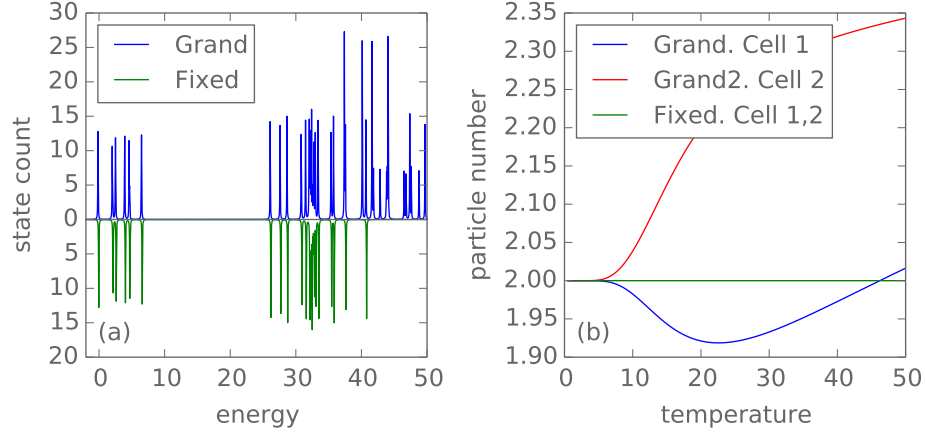 30
25
20
15
10
5
0
5
10
15
20
state count
Grand
Fixed
(a)
0 10 20 30 40 50
energy
2.35
2.30
2.25
2.20
2.15
2.10
2.05
2.00
1.95
1.90
particle number
Grand. Cell 1
Grand2. Cell 2
Fixed. Cell 1,2
(b)
0 10 20 30 40 50
temperature